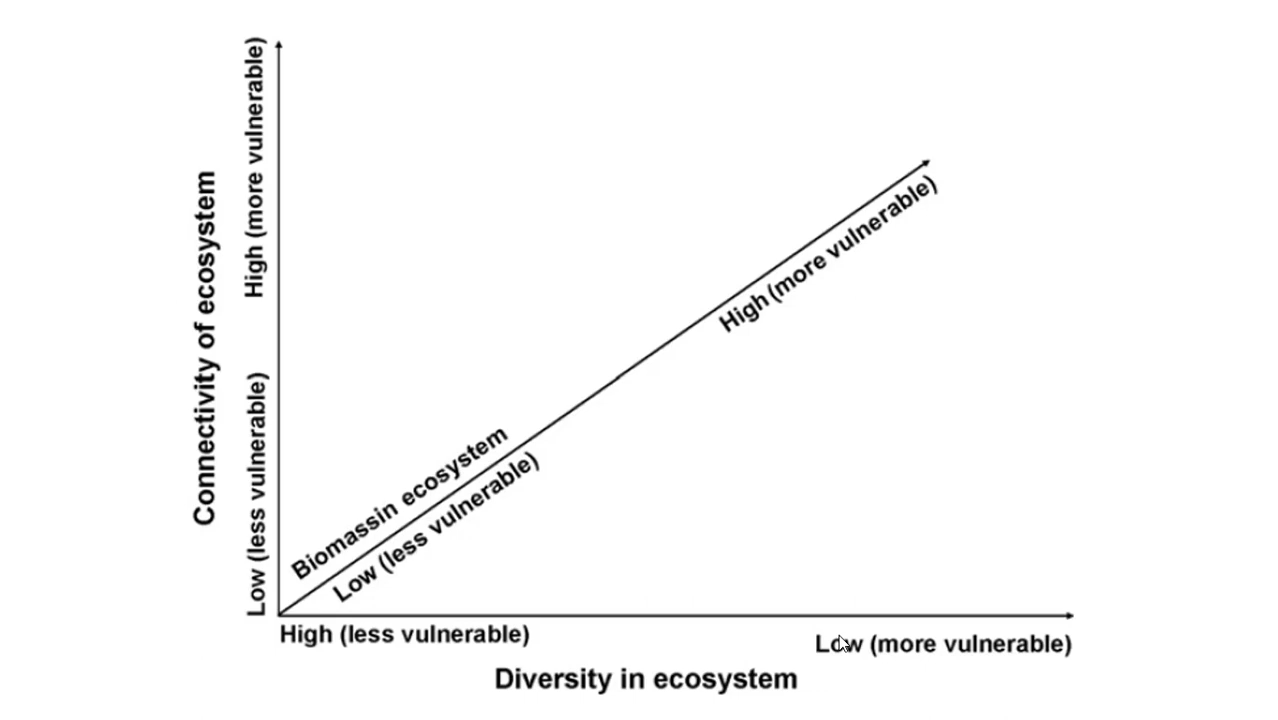 Connectivity of ecosystem
High (more vulnerable)
Low (less vulnerable)
Biomassin ecosystem
Low (less vulnerable)
High (more vulnerable)
High (less vulnerable)
Low (more vulnerable)
Diversity in ecosystem